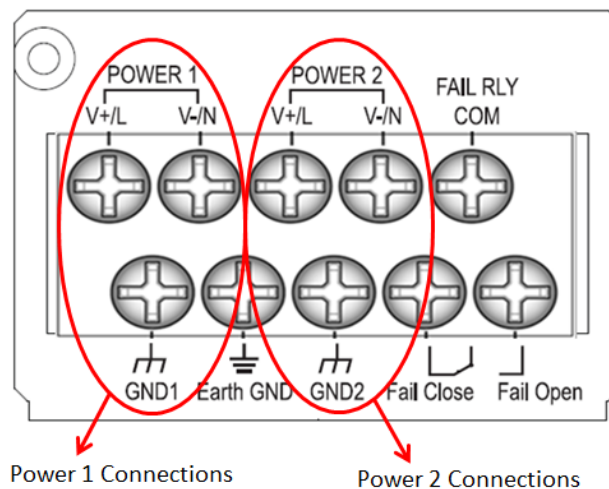 POWER 1 POWER 2 FAIL RLY
V+/L V-/N V+/L V-/N COM
GND1 Earth GND GND2 Fail Close Fail Open
Power 1 Connections Power 2 Connections